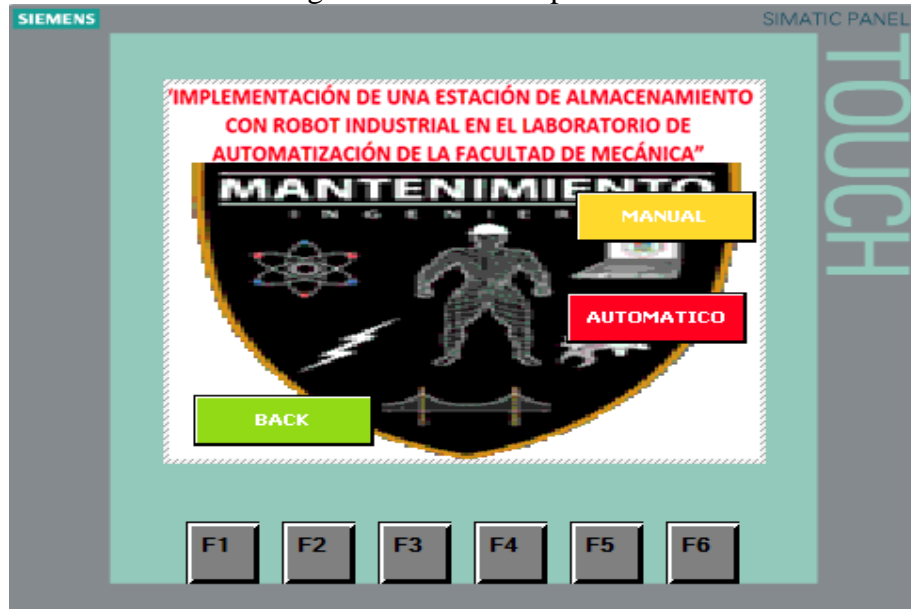 SIEMENS
SIMATIC PANEL
TOUCH
"IMPLEMENTACIÓN DE UNA ESTACIÓN DE ALMACENAMIENTO
CON ROBOT INDUSTRIAL EN EL LABORATORIO DE
AUTOMATIZACIÓN DE LA FACULTAD DE MECÁNICA"
MANTENIMIENTO
MANUAL
AUTOMATICO
BACK
F1 F2 F3 F4 F5 F6